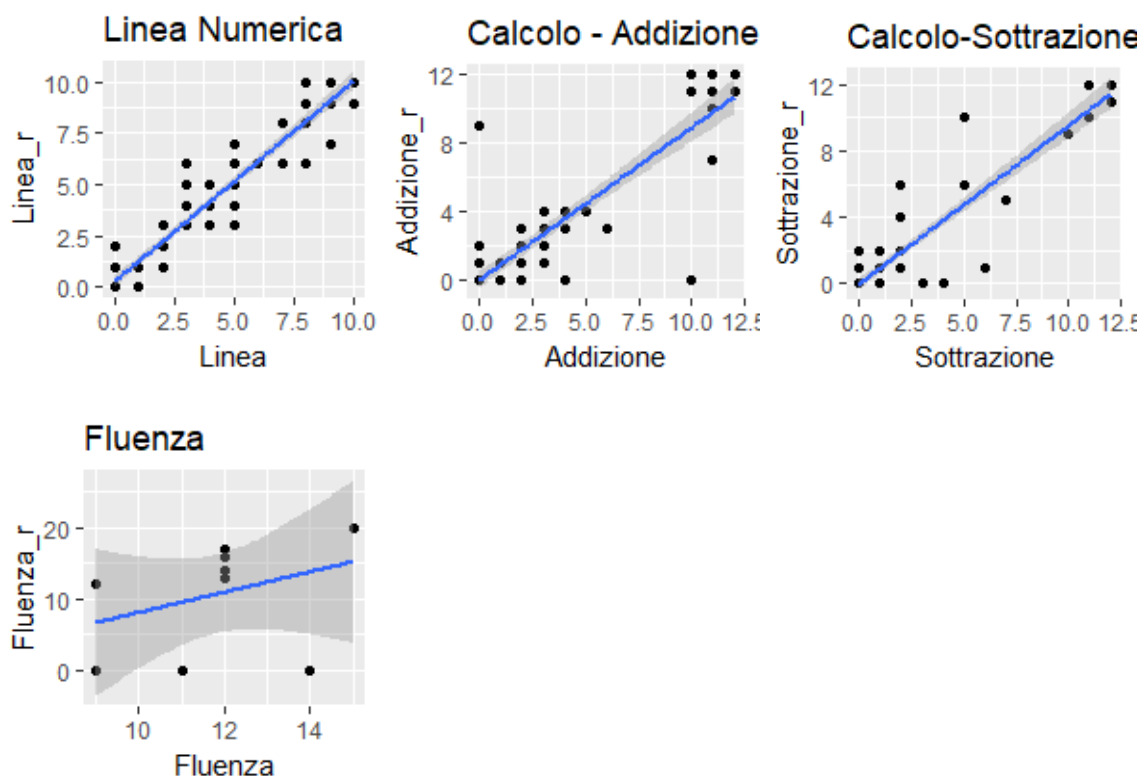 Linea Numerica
Linea_r
10.0
7.5
5.0
2.5
0.0
0.0 2.5 5.0 7.5 10.0
Linea
Calcolo - Addizione
Addizione_r
12
8
4
0
0.0 2.5 5.0 7.5 10.0 12.5
Addizione
Calcolo-Sottrazione
Sottrazione_r
12
8
4
0
0.0 2.5 5.0 7.5 10.0 12.5
Sottrazione
Fluenza
Fluenza_r
20
10
0
10 12 14
Fluenza